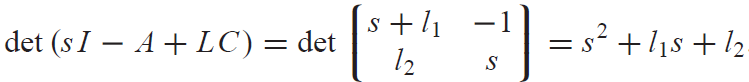 det (sI − A + LC) = det [s + l₁ −1; l₂ s] = s² + l₁s + l₂